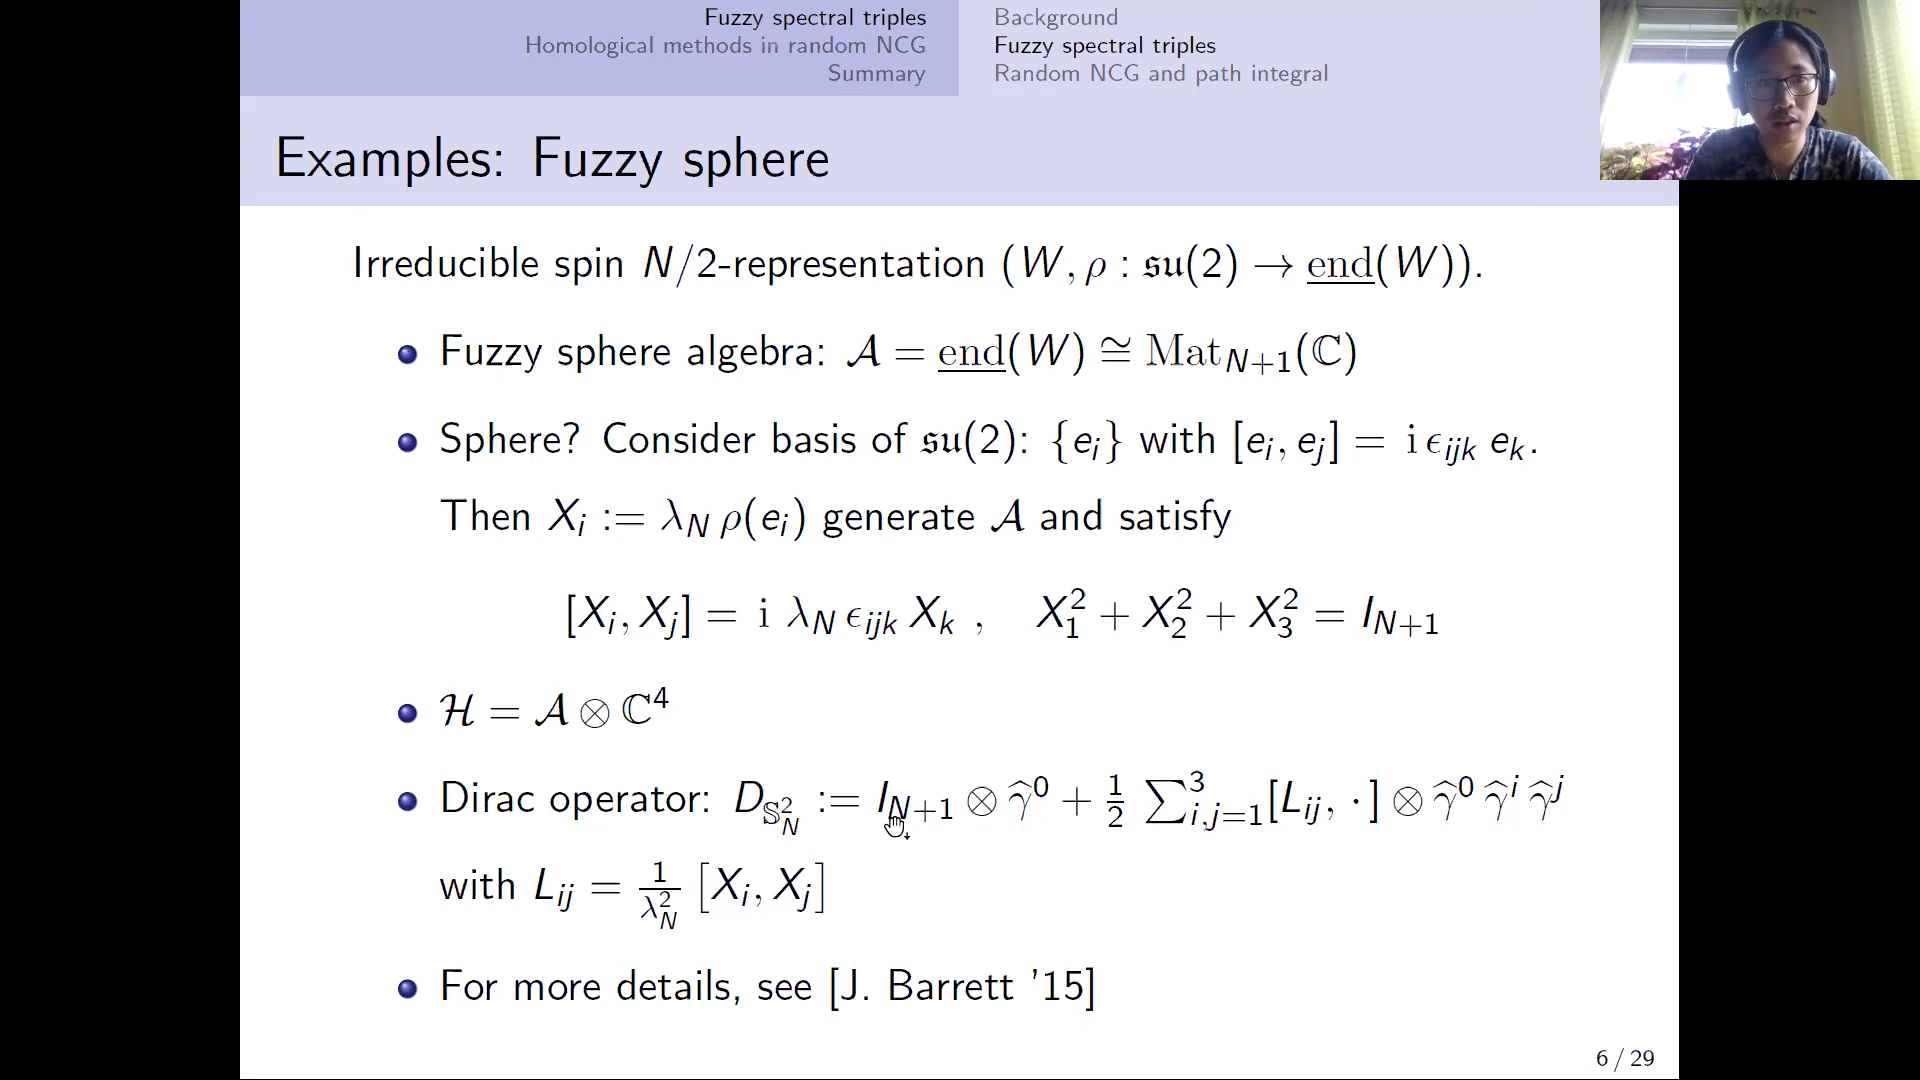 Fuzzy spectral triples
Homological methods in random NCG
Summary
Background
Fuzzy spectral triples
Random NCG and path integral
Examples: Fuzzy sphere
Irreducible spin N/2-representation (W, ρ : 𝔰𝔲(2) → end(W)).
Fuzzy sphere algebra: 𝒜 = end(W) ≅ Mat_{N+1}(ℂ)
Sphere? Consider basis of 𝔰𝔲(2): {e_i} with [e_i, e_j] = i ϵ_{ijk} e_k.
Then X_i := λ_N ρ(e_i) generate 𝒜 and satisfy
[X_i, X_j] = i λ_N ϵ_{ijk} X_k , X_1^2 + X_2^2 + X_3^2 = I_{N+1}
ℋ = 𝒜 ⊗ ℂ^4
Dirac operator: D_{𝕊^2_N} := I_{N+1} ⊗ γ̂^0 + 1/2 ∑_{i,j=1}^3 [L_{ij}, · ] ⊗ γ̂^0 γ̂^i γ̂^j
with L_{ij} = 1/λ_N^2 [X_i, X_j]
For more details, see [J. Barrett '15]
6 / 29